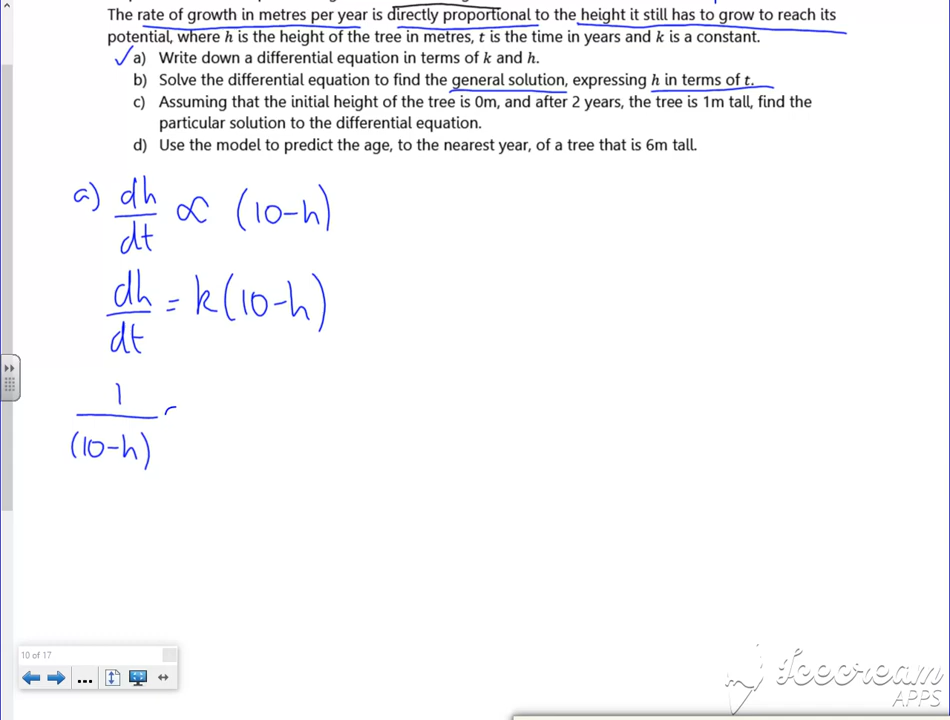 The rate of growth in metres per year is directly proportional to the height it still has to grow to reach its
potential, where h is the height of the tree in metres, t is the time in years and k is a constant.
✓a) Write down a differential equation in terms of k and h.
b) Solve the differential equation to find the general solution, expressing h in terms of t.
c) Assuming that the initial height of the tree is 0m, and after 2 years, the tree is 1m tall, find the
particular solution to the differential equation.
d) Use the model to predict the age, to the nearest year, of a tree that is 6m tall.
a) dh/dt ∝ (10-h)
dh/dt = k(10-h)
1/(10-h)
10 of 17
...
Icecream
APPS